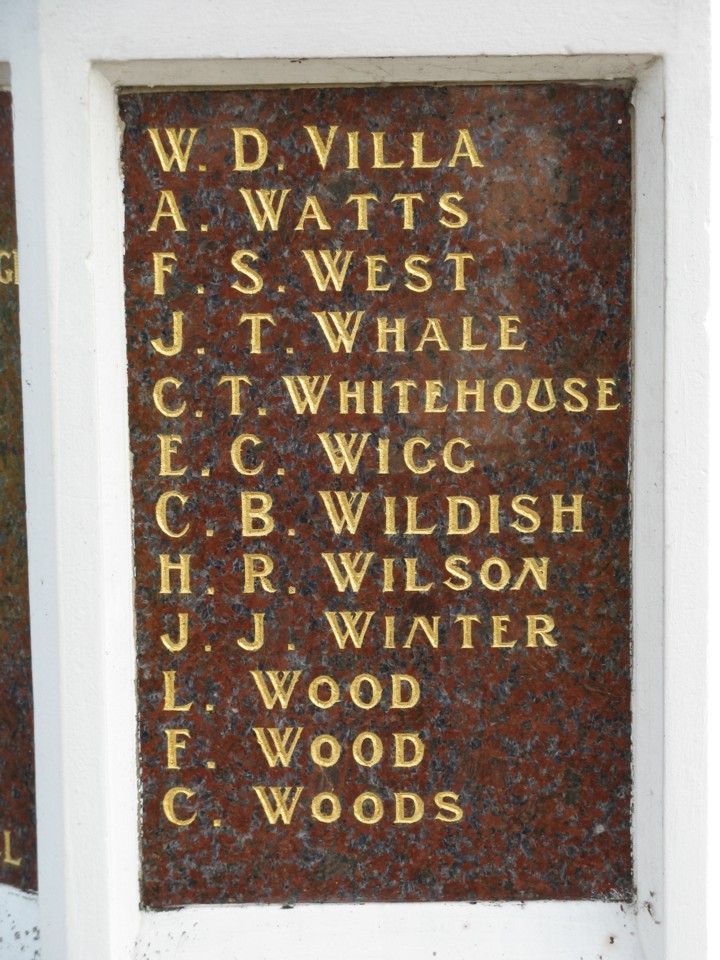 W. D. VILLA
A. WATTS
F. S. WEST
J. T. WHALE
C. T. WHITEHOUSE
E. C. WIGG
C. B. WILDISH
H. R. WILSON
J. J. WINTER
L. WOOD
F. WOOD
C. WOODS